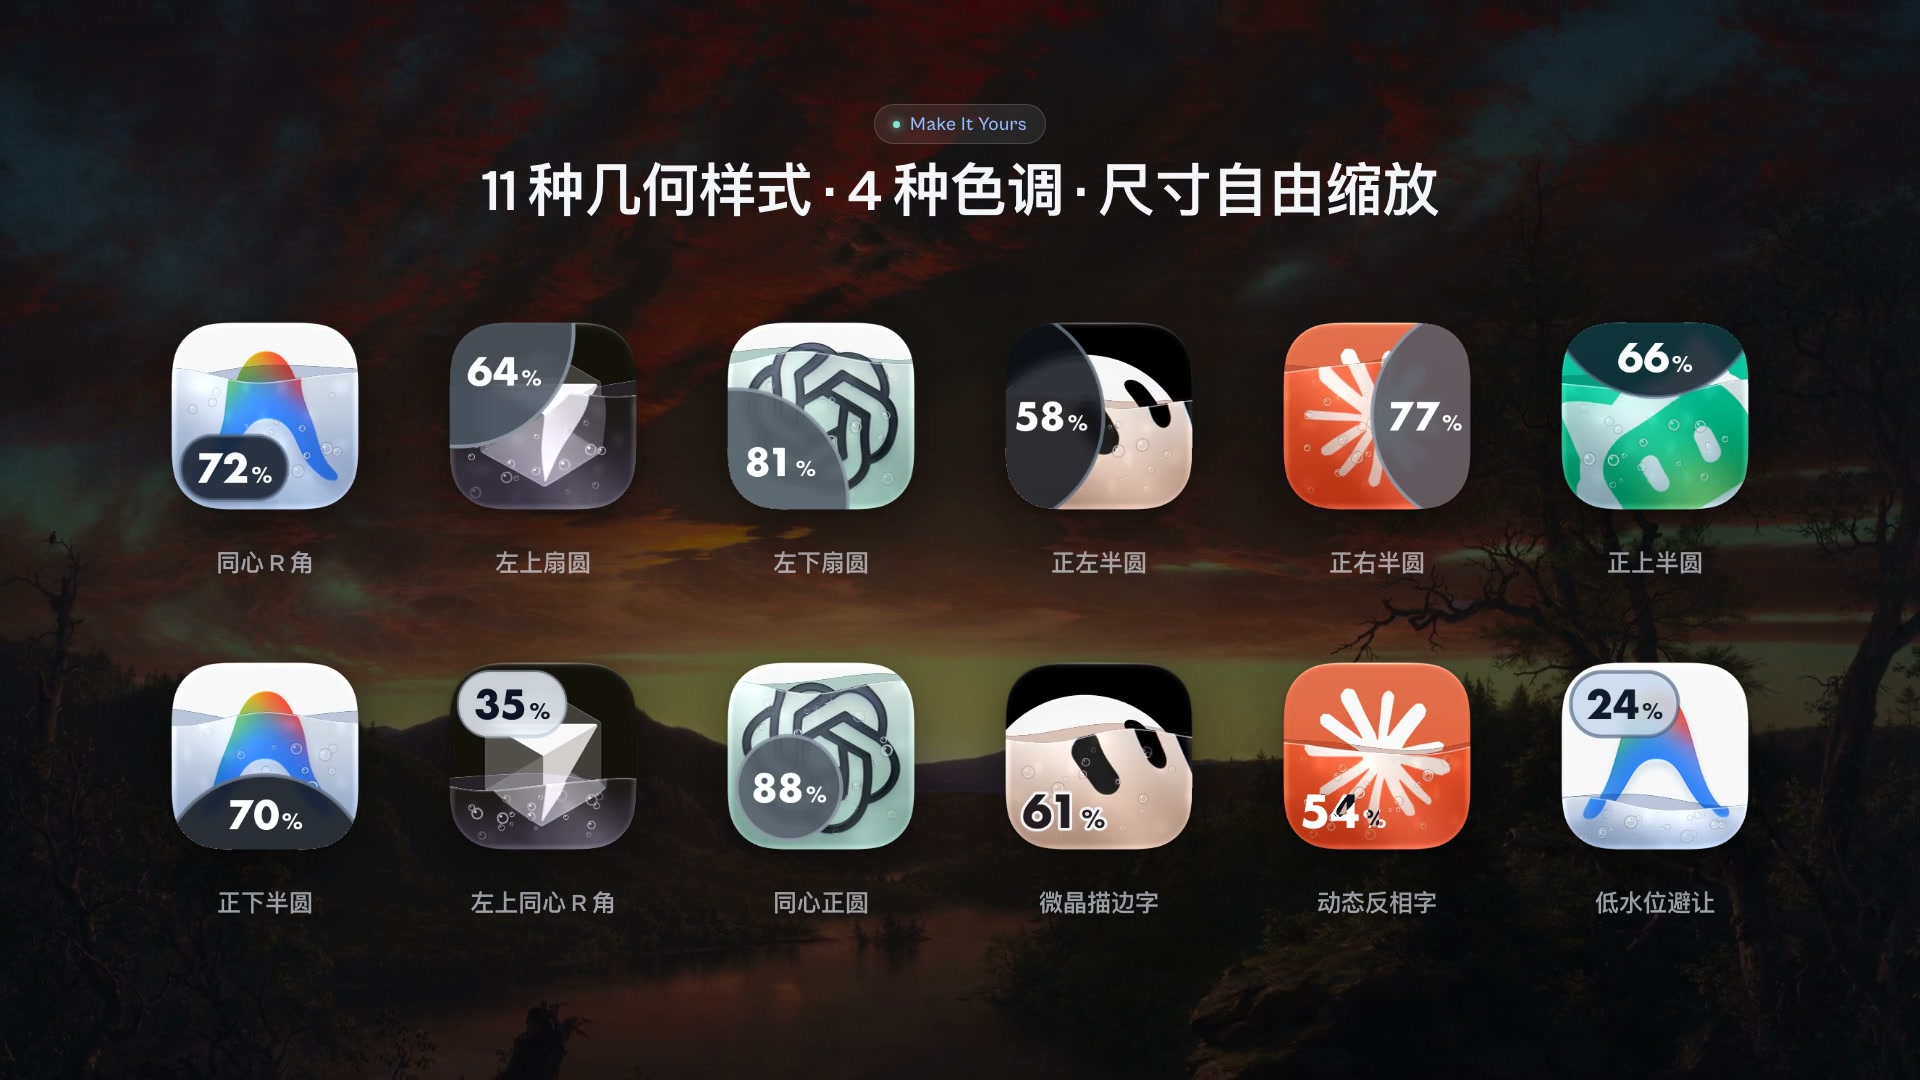 Make It Yours
11 种几何样式 · 4 种色调 · 尺寸自由缩放
72%
64%
81%
58%
77%
66%
同心 R 角
左上扇圆
左下扇圆
正左半圆
正右半圆
正上半圆
70%
35%
88%
61%
54%
24%
正下半圆
左上同心 R 角
同心正圆
微晶描边字
动态反相字
低水位避让